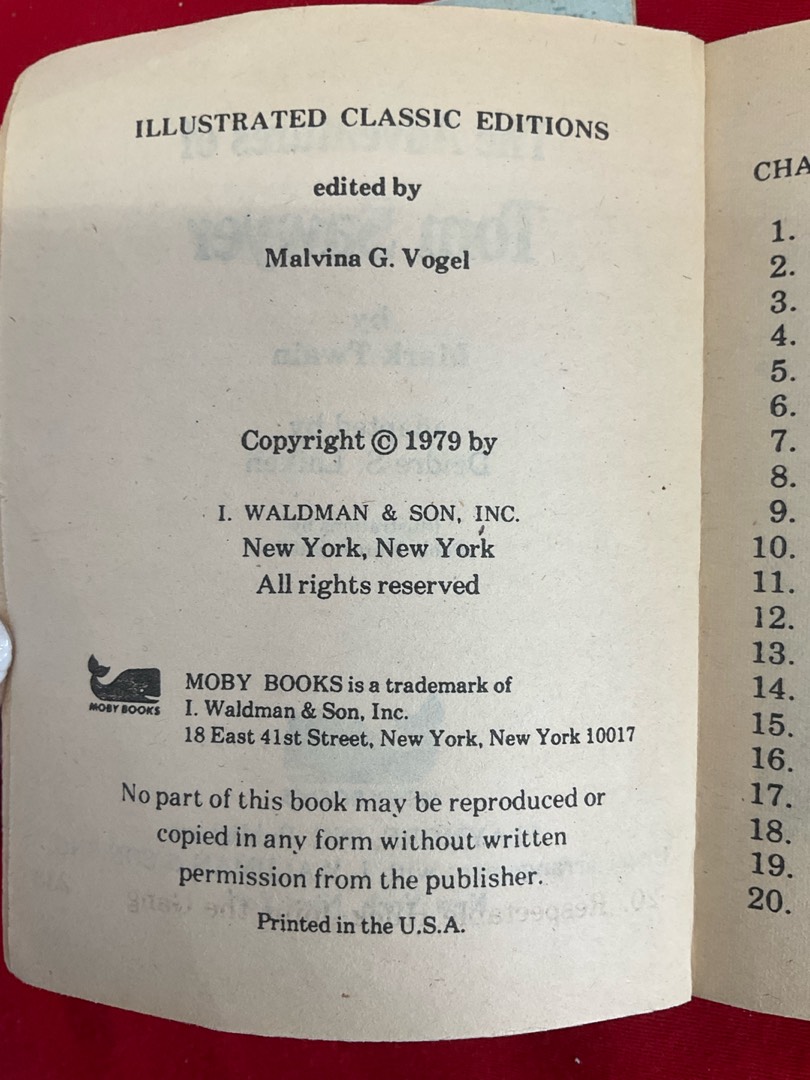 ILLUSTRATED CLASSIC EDITIONS
edited by
Malvina G. Vogel
Copyright © 1979 by
I. WALDMAN & SON, INC.
New York, New York
All rights reserved
MOBY BOOKS
MOBY BOOKS is a trademark of
I. Waldman & Son, Inc.
18 East 41st Street, New York, New York 10017
No part of this book may be reproduced or
copied in any form without written
permission from the publisher.
Printed in the U.S.A.
CHA
1.
2.
3.
4.
5.
6.
7.
8.
9.
10.
11.
12.
13.
14.
15.
16.
17.
18.
19.
20.